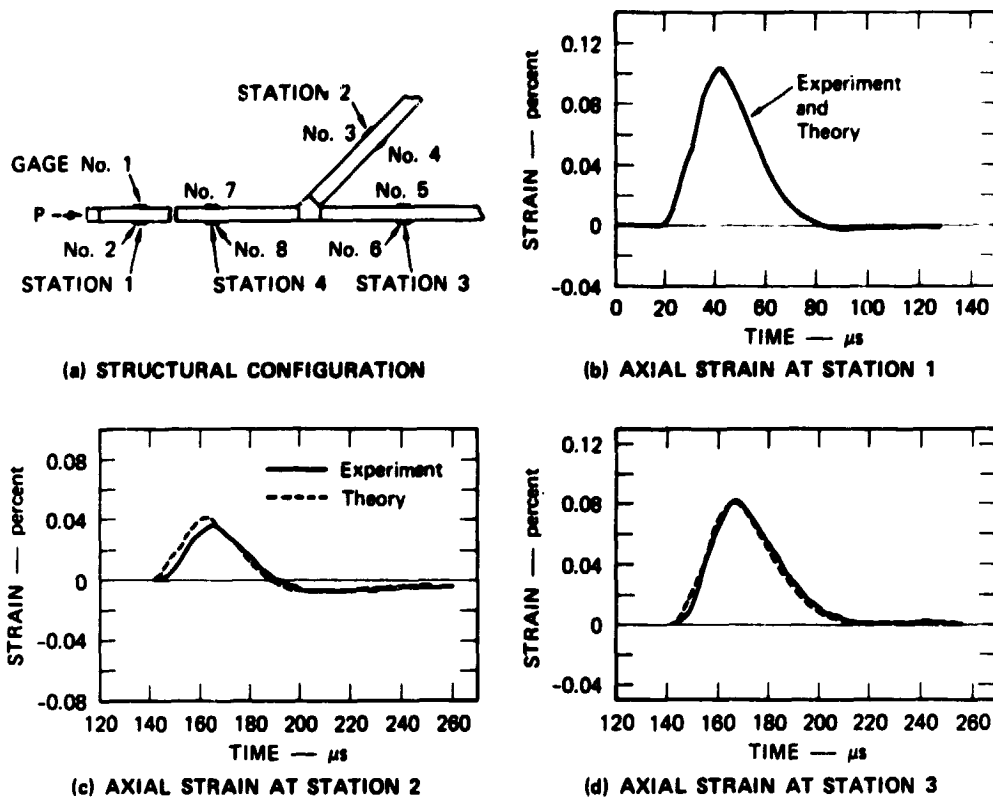 STATION 2
No. 3
No. 4
GAGE No. 1
No. 7
No. 5
P
No. 2
No. 8
No. 6
STATION 1
STATION 4
STATION 3
(a) STRUCTURAL CONFIGURATION
STRAIN — percent
0.12
0.08
0.04
0
-0.04
Experiment
and
Theory
0 20 40 60 80 100 120 140
TIME — µs
(b) AXIAL STRAIN AT STATION 1
STRAIN — percent
0.08
0.04
0
-0.04
-0.08
Experiment
Theory
120 140 160 180 200 220 240 260
TIME — µs
(c) AXIAL STRAIN AT STATION 2
STRAIN — percent
0.12
0.08
0.04
0
-0.04
120 140 160 180 200 220 240 260
TIME — µs
(d) AXIAL STRAIN AT STATION 3